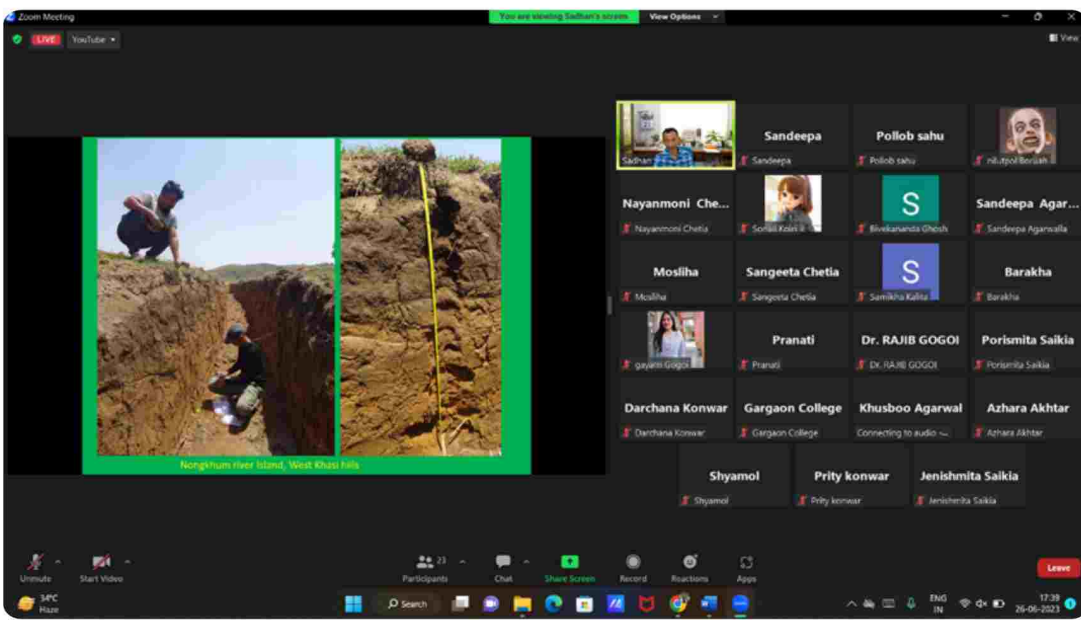 Zoom Meeting
You are viewing Sadhan's screen View Options
LIVE YouTube
View
Sadhan
Sandeepa
Sandeepa
Pollob sahu
Pollob sahu
nilutpol Boruah
Nayanmoni Che...
Nayanmoni Chetia
Sonali Koiri
S
Bivekananda Ghosh
Sandeepa Agar...
Sandeepa Agarwalla
Mosliha
Mosliha
Sangeeta Chetia
Sangeeta Chetia
S
Samikha Kalita
Barakha
Barakha
gayatri Gogoi
Pranati
Pranati
Dr. RAJIB GOGOI
Dr. RAJIB GOGOI
Porismita Saikia
Porismita Saikia
Darchana Konwar
Darchana Konwar
Gargaon College
Gargaon College
Khusboo Agarwal
Connecting to audio
Azhara Akhtar
Azhara Akhtar
Shyamol
Shyamol
Prity konwar
Prity konwar
Jenishmita Saikia
Jenishmita Saikia
Nongkhum river Island, West Khasi hills
Unmute
Start Video
Participants
23
Chat
Share Screen
Record
Reactions
Apps
Leave
34°C
Haze
Search
ENG
IN
17:39
26-06-2023